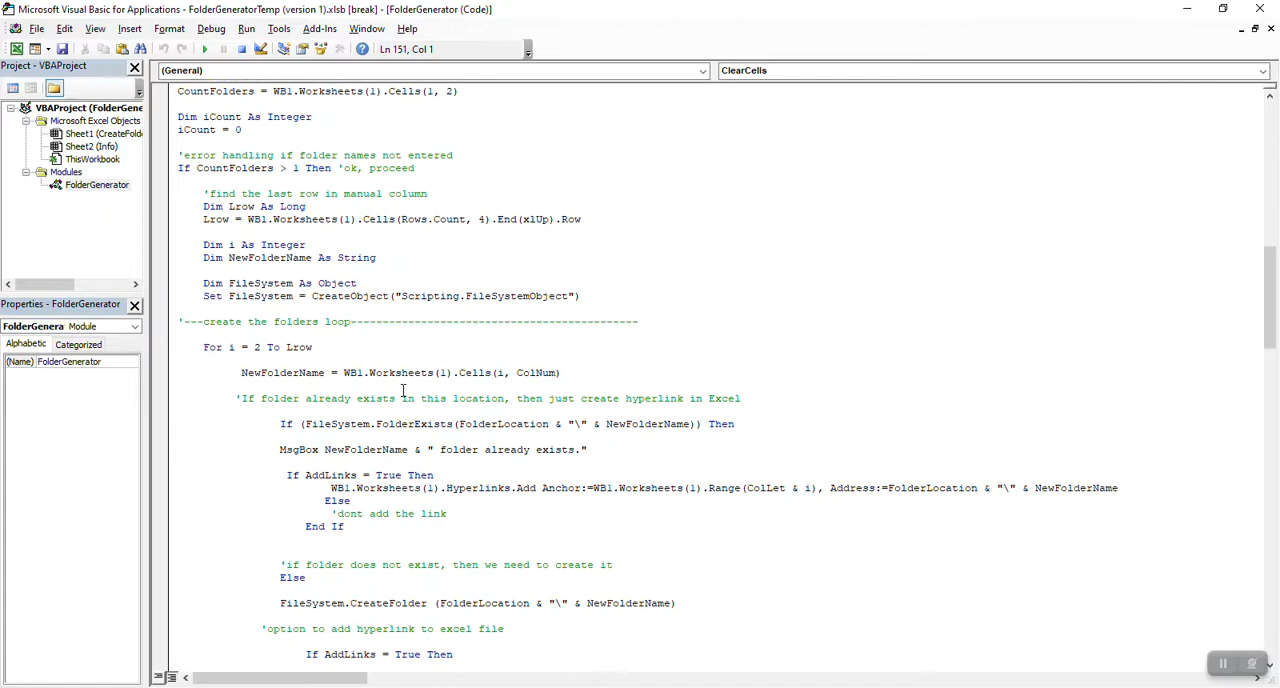 Microsoft Visual Basic for Applications - FolderGeneratorTemp (version 1).xlsb [break] - [FolderGenerator (Code)]
File Edit View Insert Format Debug Run Tools Add-Ins Window Help
Ln 151, Col 1
Project - VBAProject
(General)
ClearCells
VBAProject (FolderGene
Microsoft Excel Objects
Sheet1 (CreateFold
Sheet2 (Info)
ThisWorkbook
Modules
FolderGenerator
Properties - FolderGenerator
FolderGenera Module
Alphabetic Categorized
(Name) FolderGenerator
CountFolders = WB1.Worksheets(1).Cells(1, 2)
Dim iCount As Integer
iCount = 0
'error handling if folder names not entered
If CountFolders > 1 Then 'ok, proceed
'find the last row in manual column
Dim Lrow As Long
Lrow = WB1.Worksheets(1).Cells(Rows.Count, 4).End(xlUp).Row
Dim i As Integer
Dim NewFolderName As String
Dim FileSystem As Object
Set FileSystem = CreateObject("Scripting.FileSystemObject")
'---create the folders loop---------------------------------------------
For i = 2 To Lrow
NewFolderName = WB1.Worksheets(1).Cells(i, ColNum)
'If folder already exists in this location, then just create hyperlink in Excel
If (FileSystem.FolderExists(FolderLocation & "\" & NewFolderName)) Then
MsgBox NewFolderName & " folder already exists."
If AddLinks = True Then
WB1.Worksheets(1).Hyperlinks.Add Anchor:=WB1.Worksheets(1).Range(ColLet & i), Address:=FolderLocation & "\" & NewFolderName
Else
'dont add the link
End If
'if folder does not exist, then we need to create it
Else
FileSystem.CreateFolder (FolderLocation & "\" & NewFolderName)
'option to add hyperlink to excel file
If AddLinks = True Then